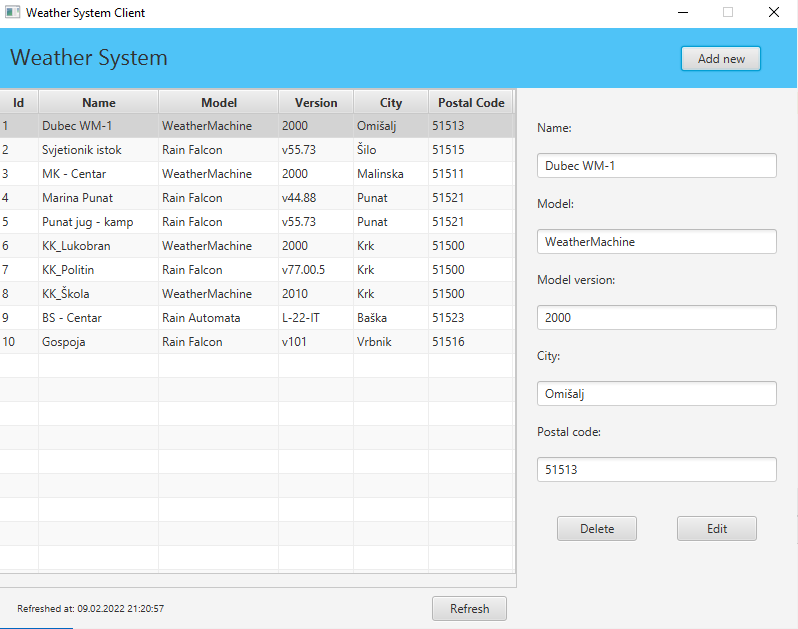 Weather System Client
Weather System
Add new
Id Name Model Version City Postal Code
1 Dubec WM-1 WeatherMachine 2000 Omišalj 51513
2 Svjetionik istok Rain Falcon v55.73 Šilo 51515
3 MK - Centar WeatherMachine 2000 Malinska 51511
4 Marina Punat Rain Falcon v44.88 Punat 51521
5 Punat jug - kamp Rain Falcon v55.73 Punat 51521
6 KK_Lukobran WeatherMachine 2000 Krk 51500
7 KK_Politin Rain Falcon v77.00.5 Krk 51500
8 KK_Škola WeatherMachine 2010 Krk 51500
9 BS - Centar Rain Automata L-22-IT Baška 51523
10 Gospoja Rain Falcon v101 Vrbnik 51516
Name:
Dubec WM-1
Model:
WeatherMachine
Model version:
2000
City:
Omišalj
Postal code:
51513
Delete Edit
Refreshed at: 09.02.2022 21:20:57
Refresh